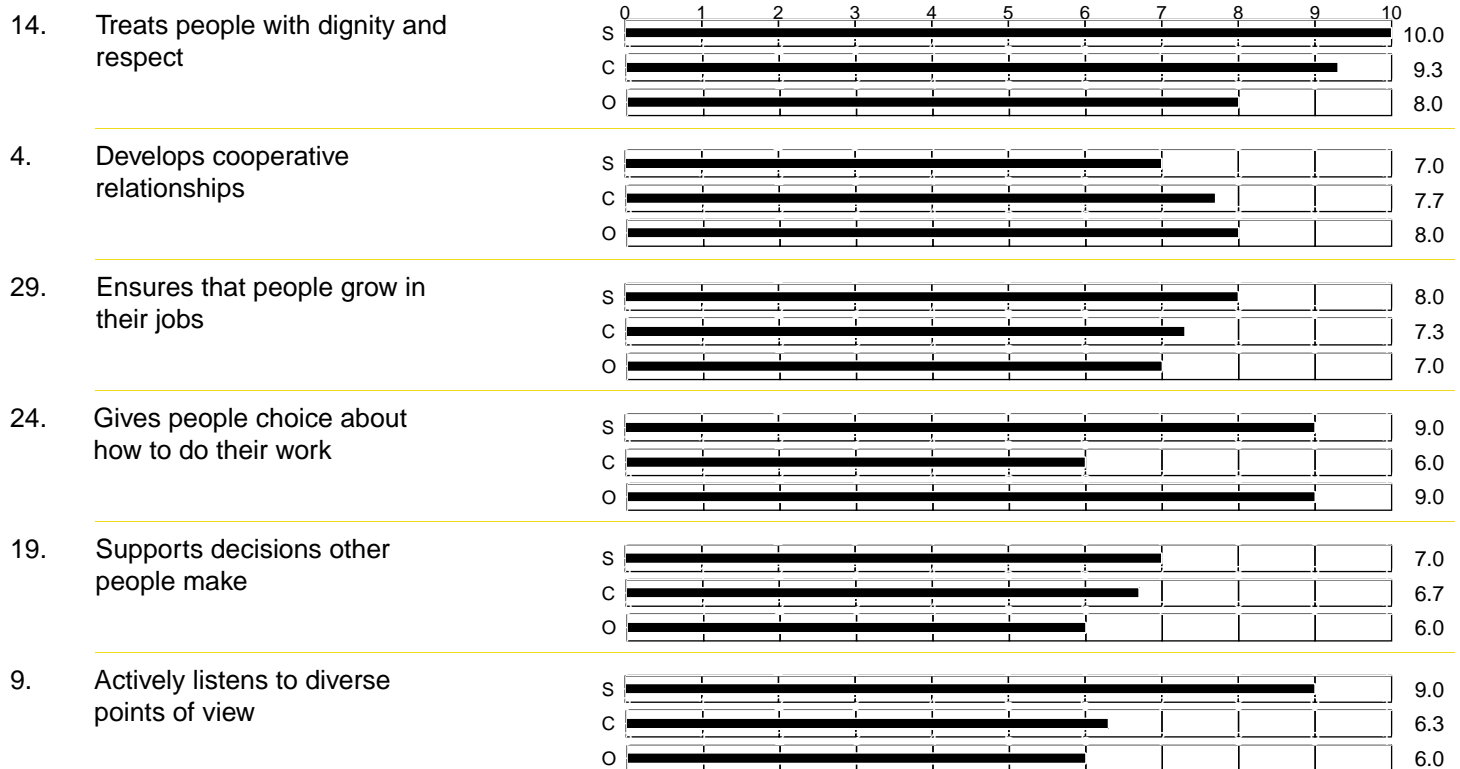 0 1 2 3 4 5 6 7 8 9 10
14. Treats people with dignity and S 10.0
respect C 9.3
O 8.0
4. Develops cooperative S 7.0
relationships C 7.7
O 8.0
29. Ensures that people grow in S 8.0
their jobs C 7.3
O 7.0
24. Gives people choice about S 9.0
how to do their work C 6.0
O 9.0
19. Supports decisions other S 7.0
people make C 6.7
O 6.0
9. Actively listens to diverse S 9.0
points of view C 6.3
O 6.0